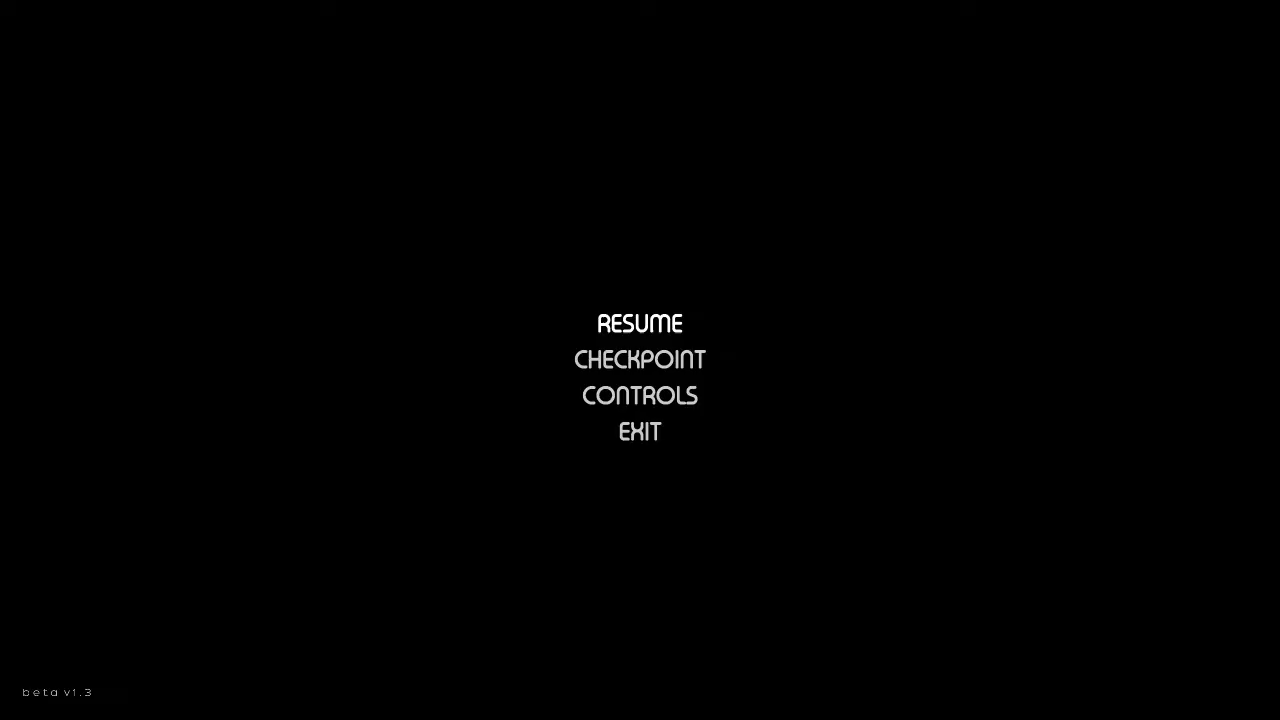 RESUME
CHECKPOINT
CONTROLS
EXIT
beta v1.3